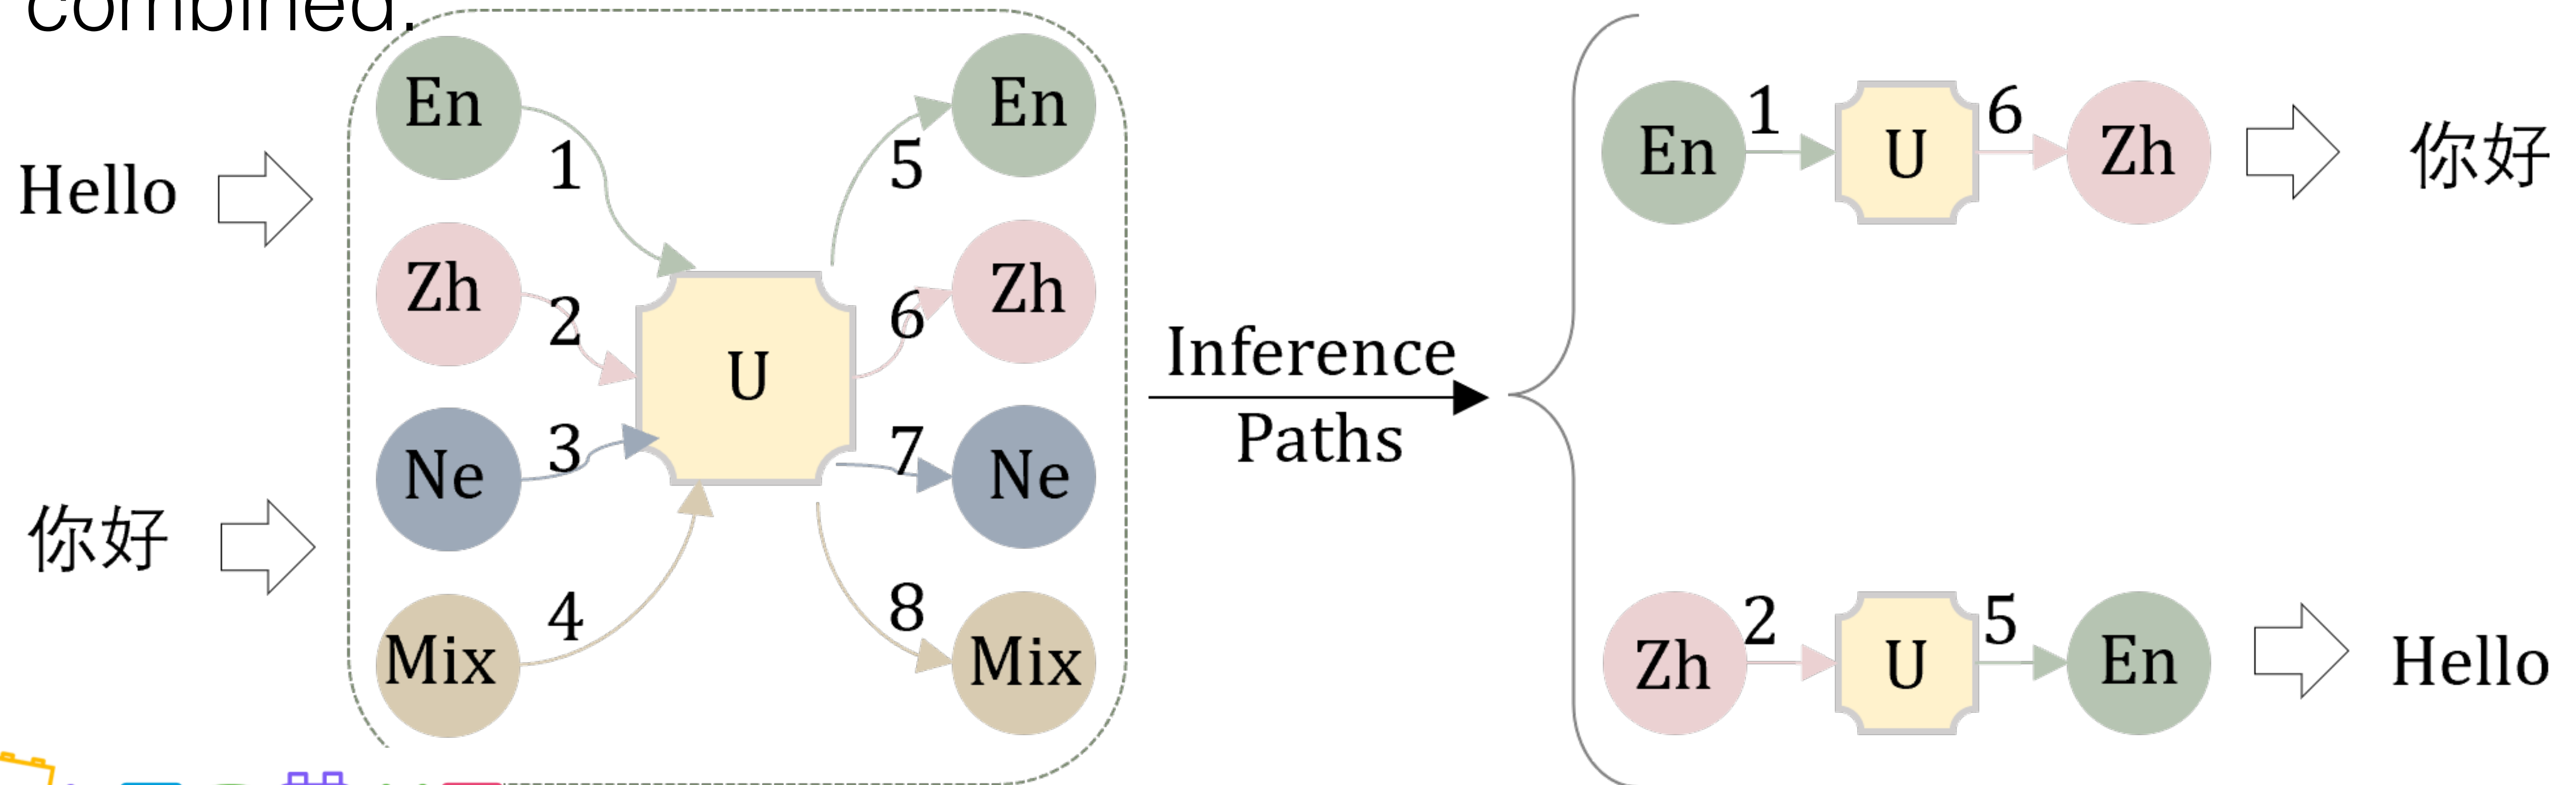 combined.
Hello
你好
En
Zh
Ne
Mix
1
2
3
4
U
5
6
7
8
En
Zh
Ne
Mix
Inference
Paths
En 1 U 6 Zh
你好
Zh 2 U 5 En
Hello